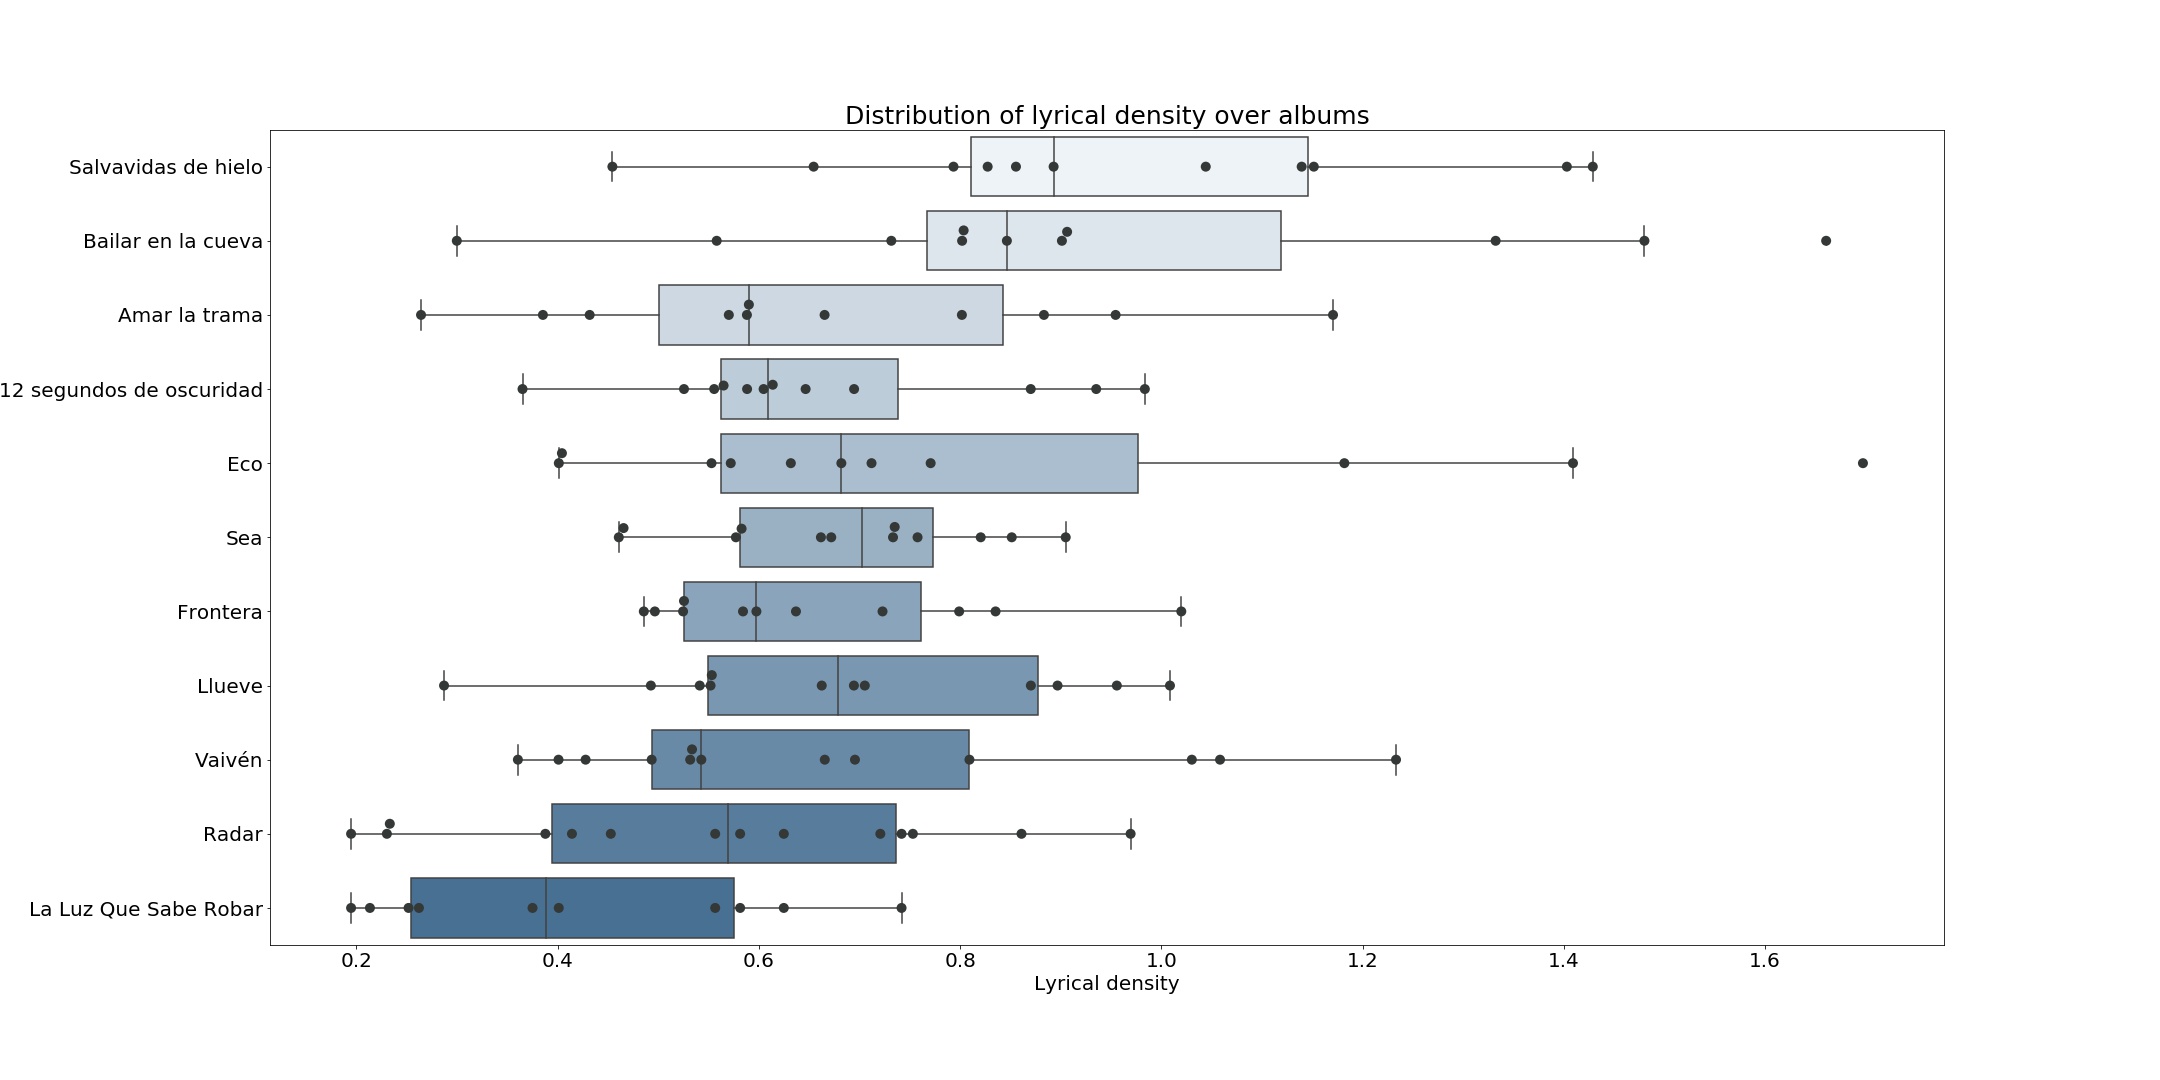 Distribution of lyrical density over albums
Salvavidas de hielo
Bailar en la cueva
Amar la trama
12 segundos de oscuridad
Eco
Sea
Frontera
Llueve
Vaivén
Radar
La Luz Que Sabe Robar
0.2 0.4 0.6 0.8 1.0 1.2 1.4 1.6
Lyrical density